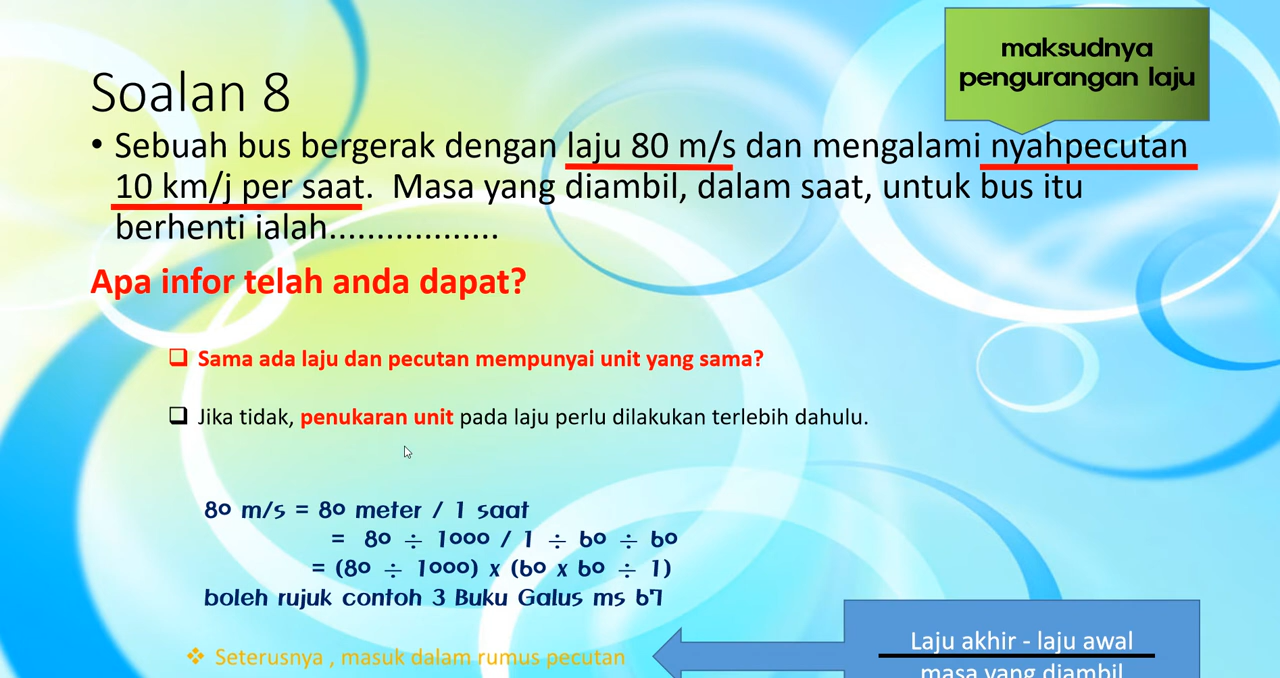 maksudnya
pengurangan laju
Soalan 8
• Sebuah bus bergerak dengan laju 80 m/s dan mengalami nyahpecutan
10 km/j per saat. Masa yang diambil, dalam saat, untuk bus itu
berhenti ialah..................
Apa infor telah anda dapat?
❑ Sama ada laju dan pecutan mempunyai unit yang sama?
❑ Jika tidak, penukaran unit pada laju perlu dilakukan terlebih dahulu.
80 m/s = 80 meter / 1 saat
= 80 ÷ 1000 / 1 ÷ 60 ÷ 60
= (80 ÷ 1000) x (60 x 60 ÷ 1)
boleh rujuk contoh 3 Buku Galus ms 67
❖ Seterusnya , masuk dalam rumus pecutan
Laju akhir - laju awal
masa yang diambil